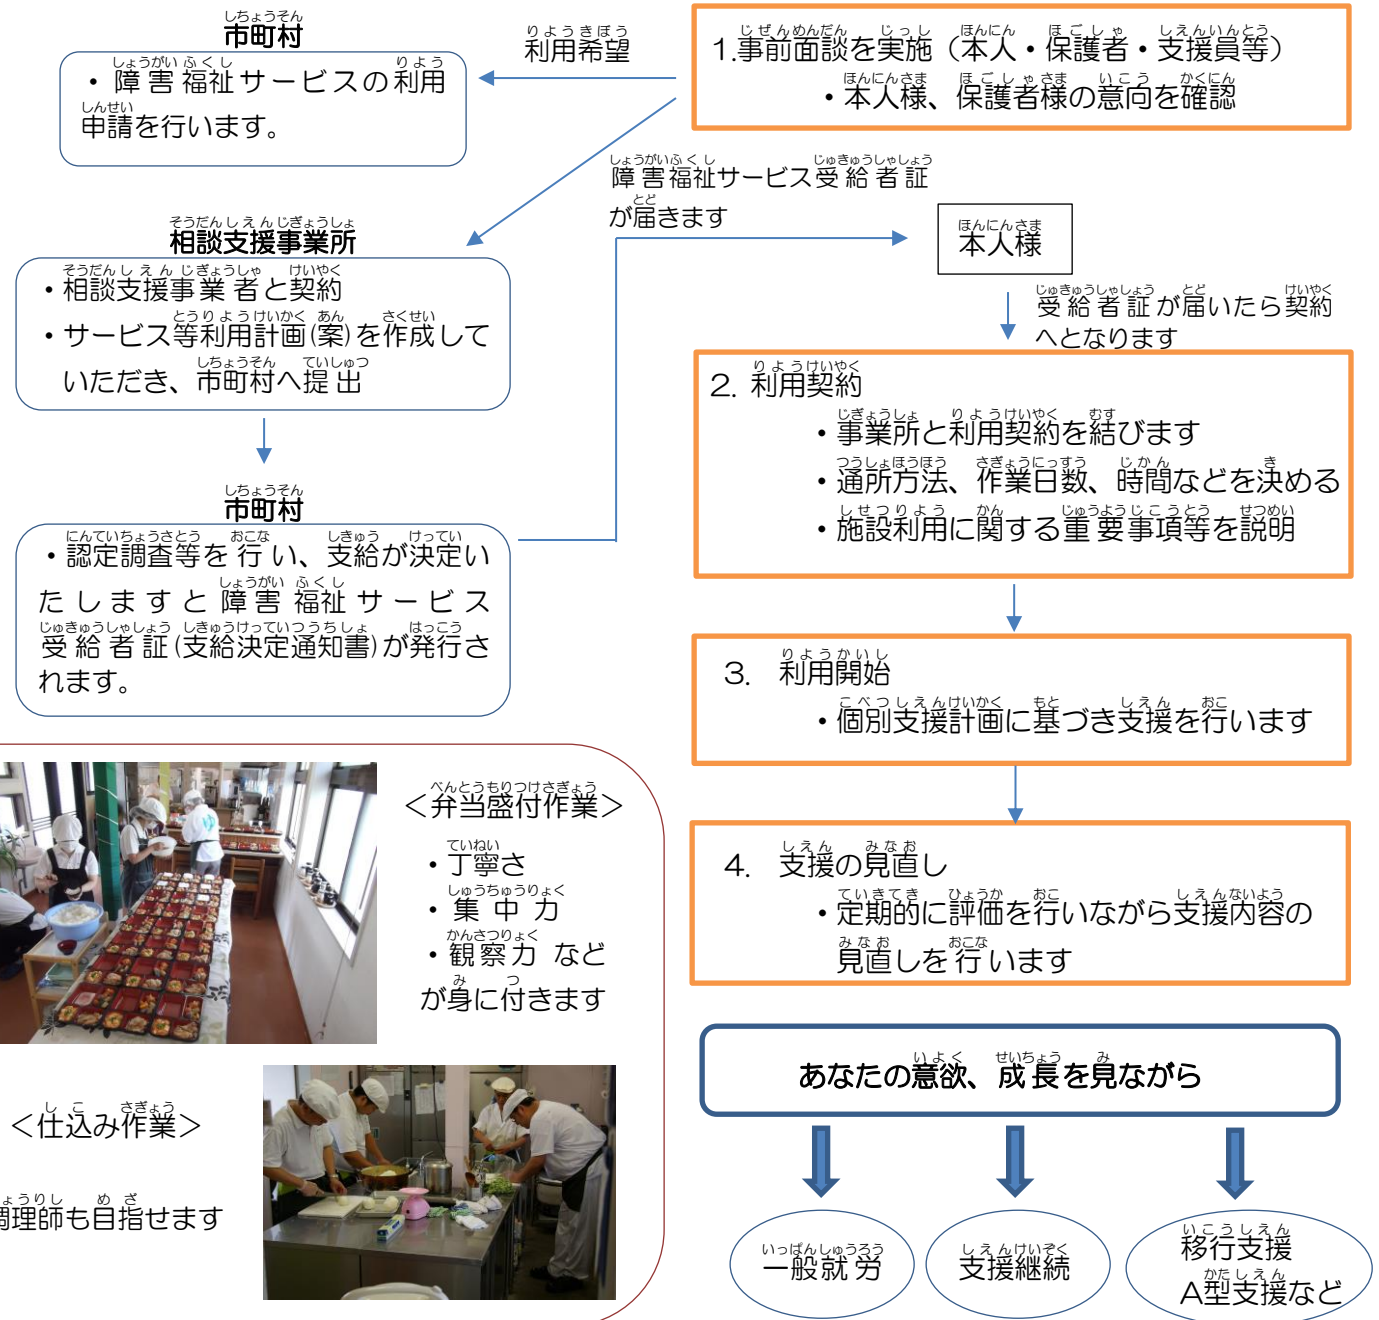 市町村
・障害福祉サービスの利用
申請を行います。
利用希望
1.事前面談を実施（本人・保護者・支援員等）
・本人様、保護者様の意向を確認
障害福祉サービス受給者証
が届きます
本人様
受給者証が届いたら契約
へとなります
相談支援事業所
・相談支援事業者と契約
・サービス等利用計画(案)を作成して
いただき、市町村へ提出
市町村
・認定調査等を行い、支給が決定い
たしますと障害福祉サービス
受給者証(支給決定通知書)が発行さ
れます。
2. 利用契約
・事業所と利用契約を結びます
・通所方法、作業日数、時間などを決める
・施設利用に関する重要事項等を説明
3. 利用開始
・個別支援計画に基づき支援を行います
4. 支援の見直し
・定期的に評価を行いながら支援内容の
見直しを行います
＜弁当盛付作業＞
・丁寧さ
・集中力
・観察力 など
が身に付きます
＜仕込み作業＞
調理師も目指せます
あなたの意欲、成長を見ながら
一般就労
支援継続
移行支援
A型支援など